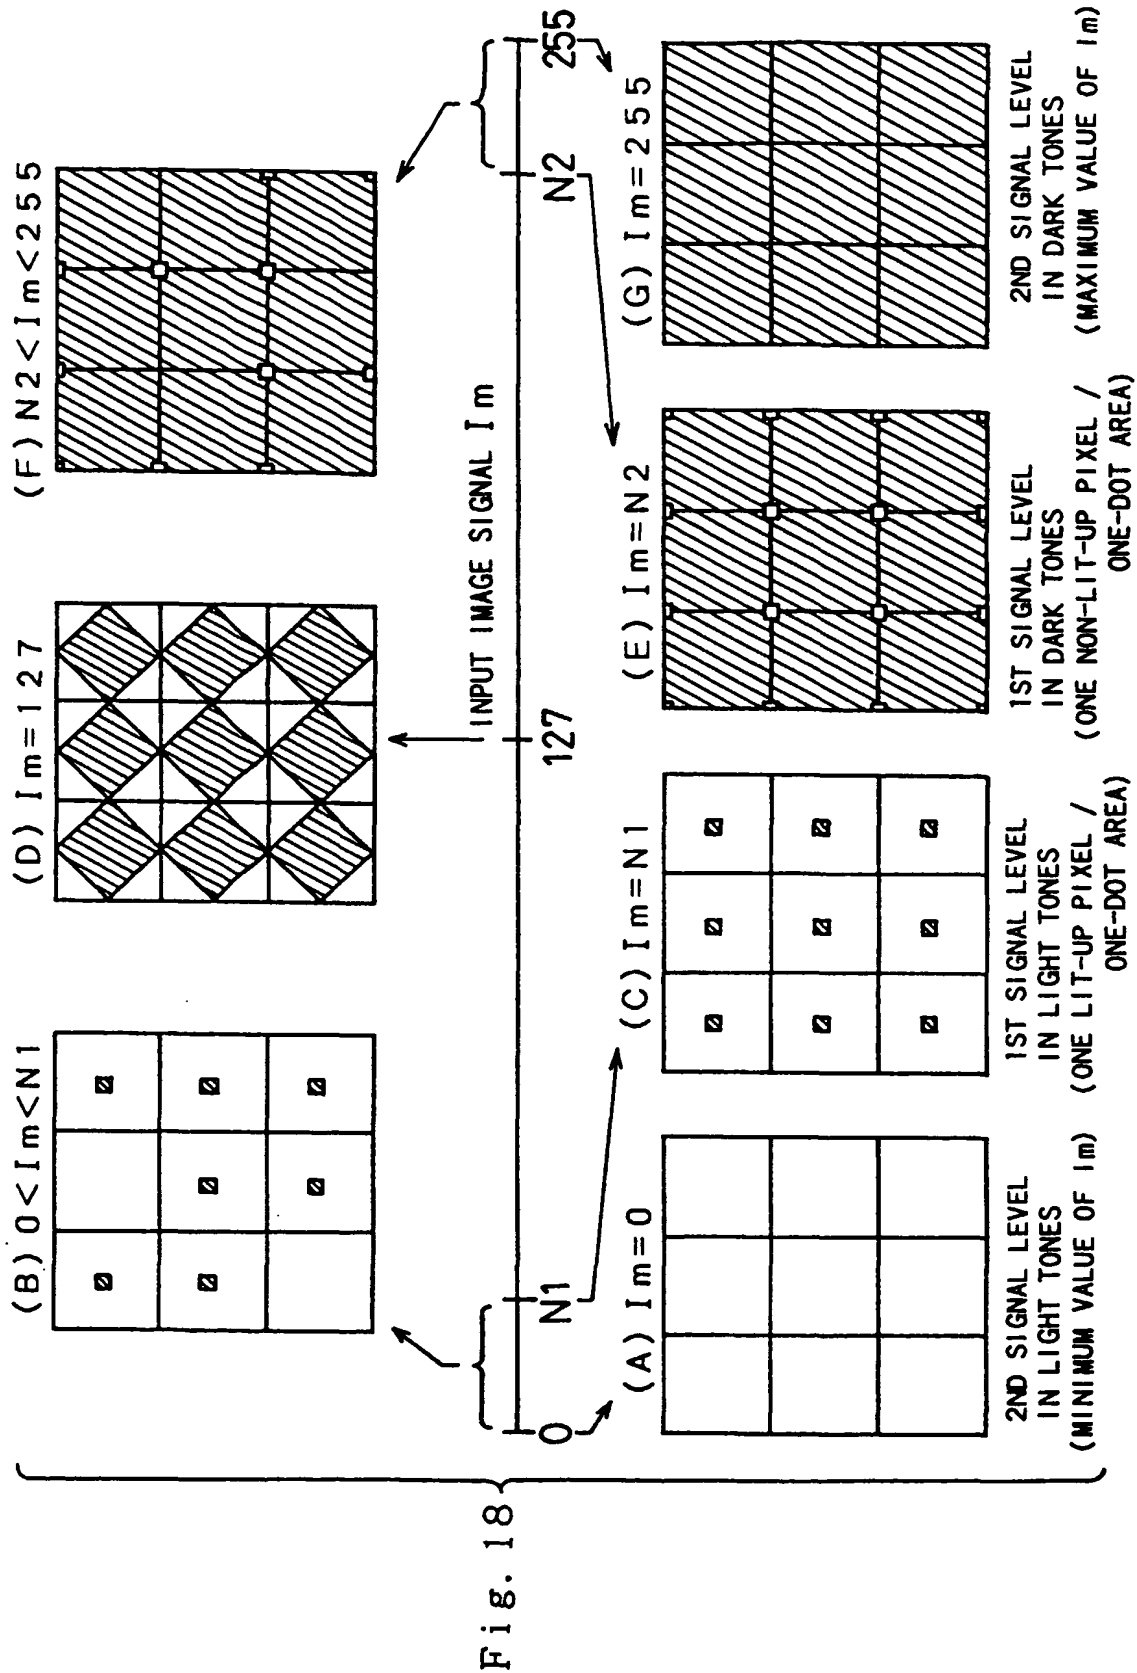 Fig. 18
(B) 0<Im<N1
(D) Im=127
(F) N2<Im<255
INPUT IMAGE SIGNAL Im
0
N1
127
N2
255
(A) Im=0
2ND SIGNAL LEVEL
IN LIGHT TONES
(MINIMUM VALUE OF Im)
(C) Im=N1
1ST SIGNAL LEVEL
IN LIGHT TONES
(ONE LIT-UP PIXEL /
ONE-DOT AREA)
(E) Im=N2
1ST SIGNAL LEVEL
IN DARK TONES
(ONE NON-LIT-UP PIXEL /
ONE-DOT AREA)
(G) Im=255
2ND SIGNAL LEVEL
IN DARK TONES
(MAXIMUM VALUE OF Im)